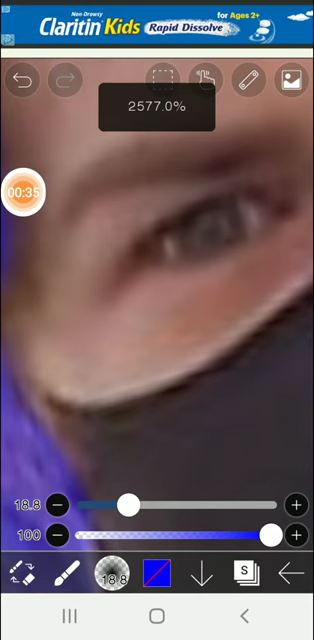 Non-Drowsy
Claritin Kids
Rapid Dissolve
for Ages 2+
2577.0%
00:35
18.8
100
18.8
S